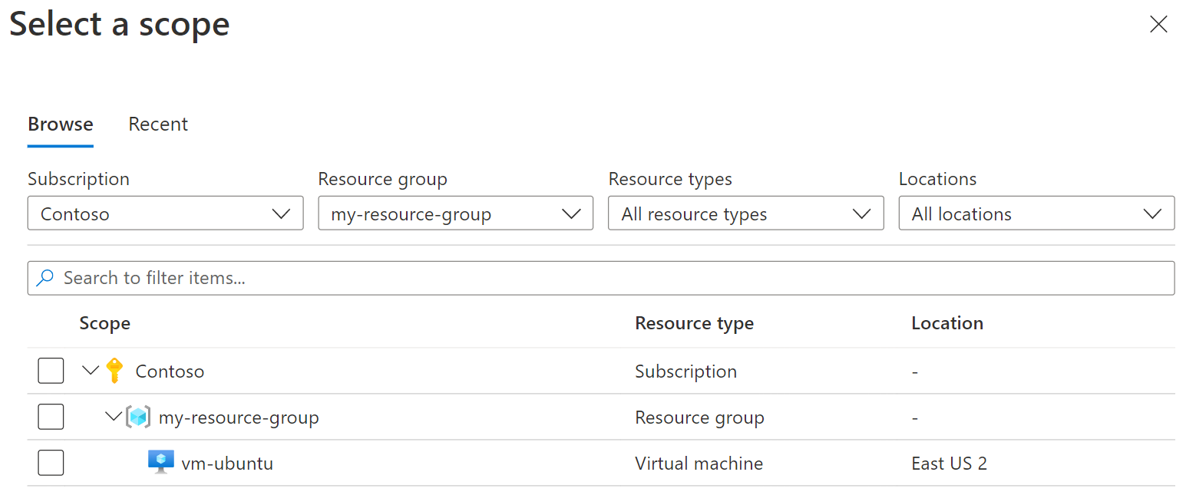 Select a scope
Browse Recent
Subscription Resource group Resource types Locations
Contoso my-resource-group All resource types All locations
Search to filter items...
Scope Resource type Location
Contoso Subscription -
my-resource-group Resource group -
vm-ubuntu Virtual machine East US 2